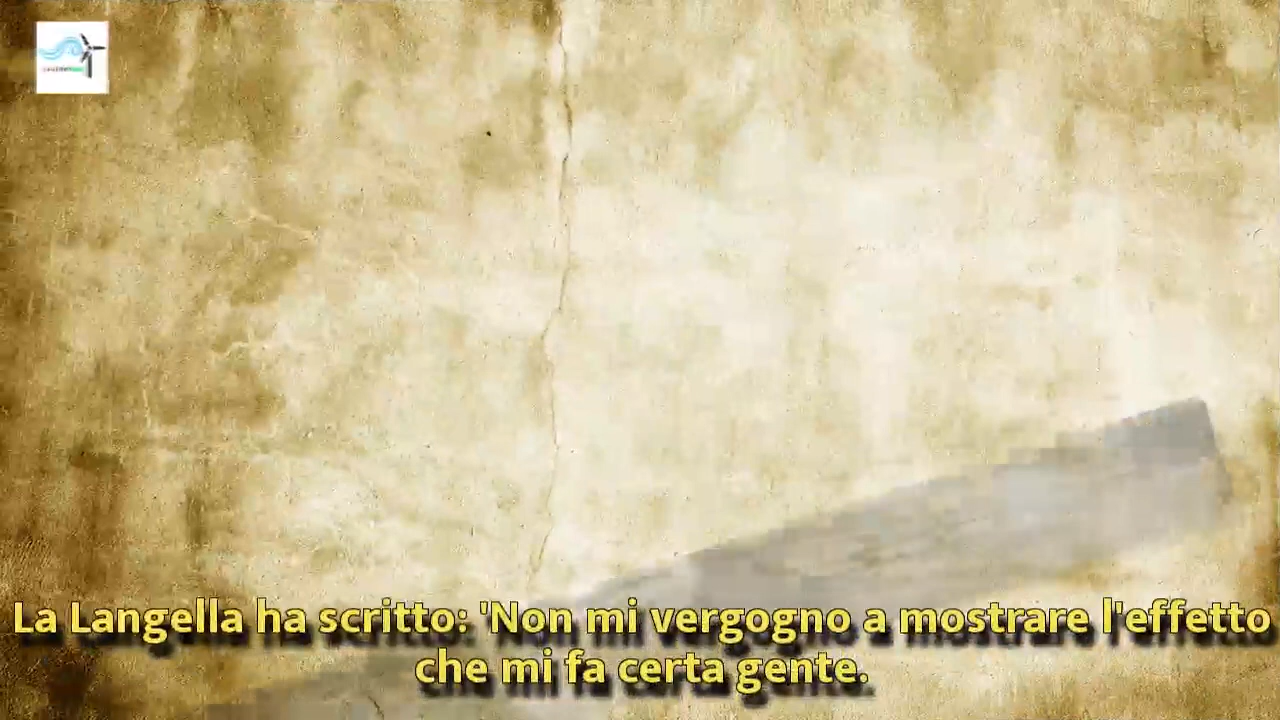 La Langella ha scritto: 'Non mi vergogno a mostrare l'effetto
che mi fa certa gente.